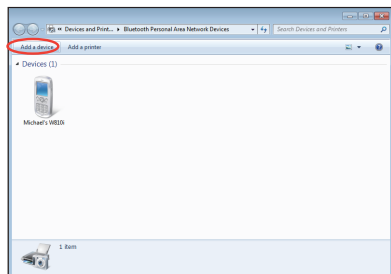 « Devices and Print... ▸ Bluetooth Personal Area Network Devices
Search Devices and Printers
Add a device Add a printer
Devices (1)
Michael's W810i
1 item